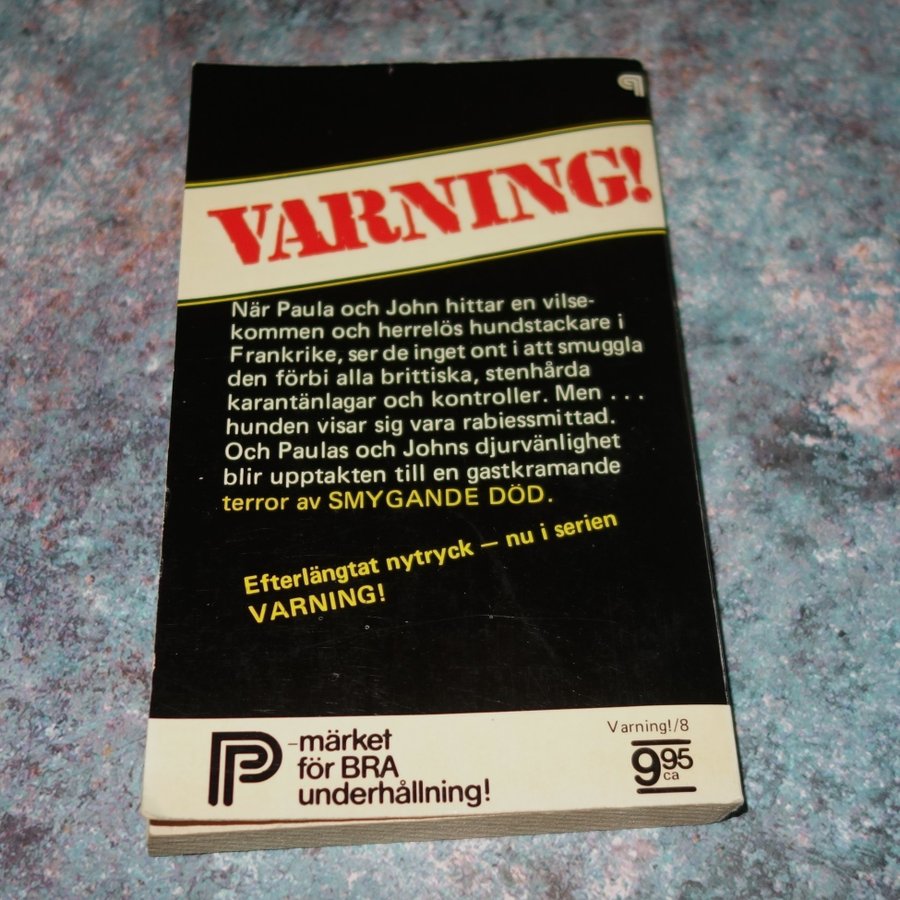 VARNING!
När Paula och John hittar en vilse-
kommen och herrelös hundstackare i
Frankrike, ser de inget ont i att smuggla
den förbi alla brittiska, stenhårda
karantänlagar och kontroller. Men ...
hunden visar sig vara rabiessmittad.
Och Paulas och Johns djurvänlighet
blir upptakten till en gastkramande
terror av SMYGANDE DÖD.
Efterlängtat nytryck – nu i serien
VARNING!
P-märket
för BRA
underhållning!
Varning!/8
9.95
ca